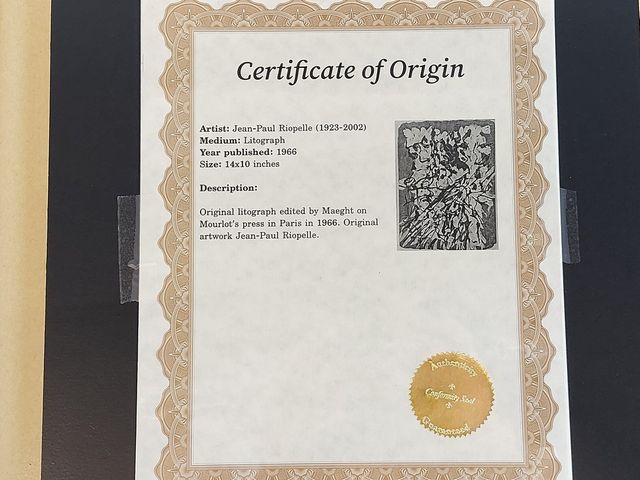 Certificate of Origin
Artist: Jean-Paul Riopelle (1923-2002)
Medium: Litograph
Year published: 1966
Size: 14x10 inches
Description:
Original litograph edited by Maeght on
Mourlot's press in Paris in 1966. Original
artwork Jean-Paul Riopelle.
Authenticity
Conformity Seal
Guaranteed